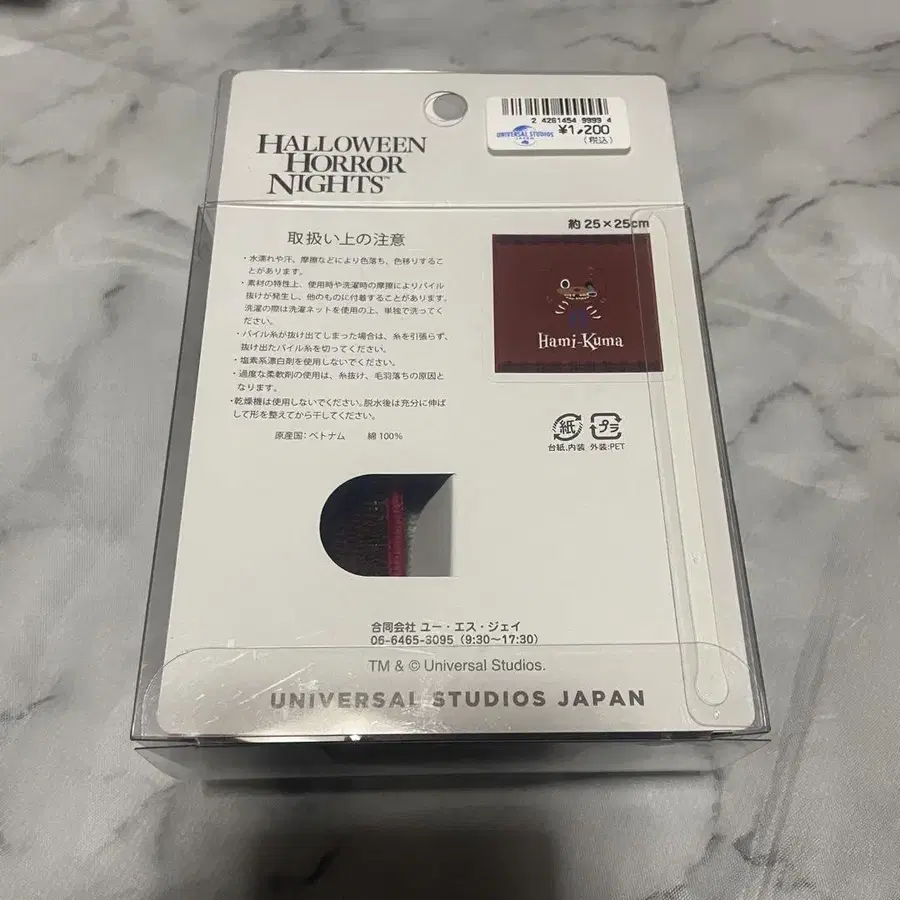 2 4281454 9999 4
UNIVERSAL STUDIOS
JAPAN
¥1,200
(税込)
HALLOWEEN
HORROR
NIGHTS™
約 25×25cm
取扱い上の注意
・水濡れや汗、摩擦などにより色落ち、色移りするこ
とがあります。
・素材の特性上、使用時や洗濯時の摩擦によりパイル
抜けが発生し、他のものに付着することがあります。
洗濯の際は洗濯ネットを使用の上、単独で洗ってく
ださい。
・パイル糸が抜け出てしまった場合は、糸を引張らず、
抜け出たパイル糸を切ってください。
・塩素系漂白剤を使用しないでください。
・過度な柔軟剤の使用は、糸抜け、毛羽落ちの原因と
なります。
・乾燥機は使用しないでください。脱水後は充分に伸ば
して形を整えてから干してください。
原産国：ベトナム 綿100%
Hami-Kuma
紙 プラ
台紙,内装 外装:PET
合同会社 ユー・エス・ジェイ
06-6465-3095（9:30～17:30）
TM & © Universal Studios.
UNIVERSAL STUDIOS JAPAN